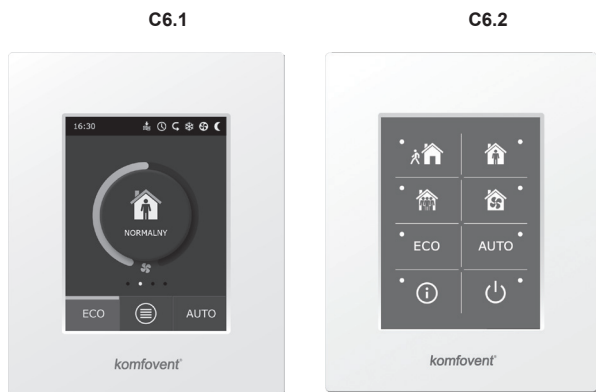 C6.1
C6.2
16:30
NORMALNY
ECO
AUTO
komfovent
ECO
AUTO
komfovent